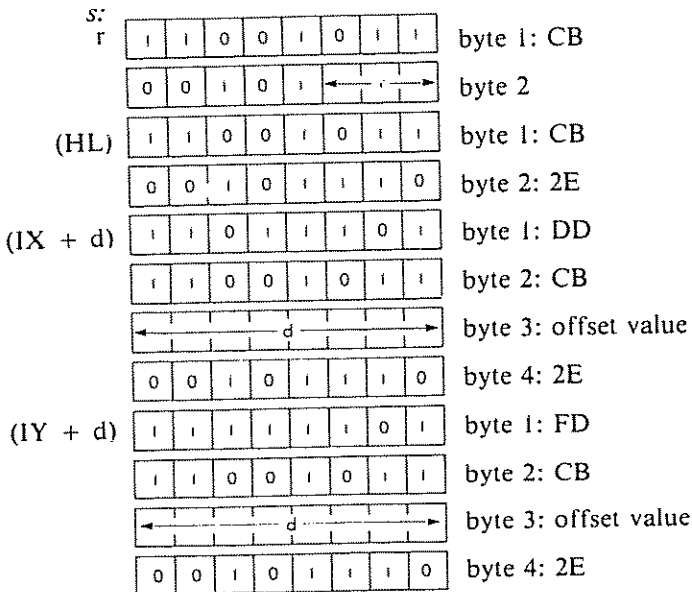 s:
r 1 1 0 0 1 0 1 1 byte 1: CB
0 0 1 0 1 byte 2
(HL) 1 1 0 0 1 0 1 1 byte 1: CB
0 0 1 0 1 1 1 0 byte 2: 2E
(IX + d) 1 1 0 1 1 1 0 1 byte 1: DD
1 1 0 0 1 0 1 1 byte 2: CB
d byte 3: offset value
0 0 1 0 1 1 1 0 byte 4: 2E
(IY + d) 1 1 1 1 1 1 0 1 byte 1: FD
1 1 0 0 1 0 1 1 byte 2: CB
d byte 3: offset value
0 0 1 0 1 1 1 0 byte 4: 2E